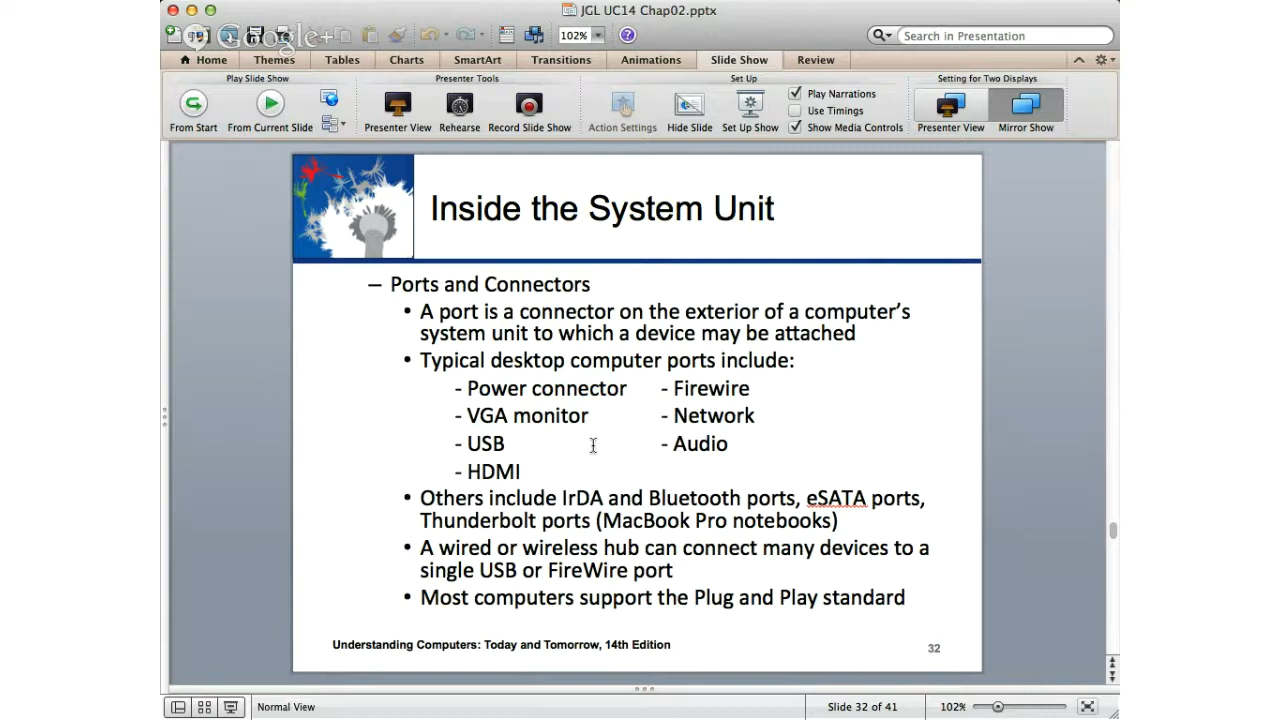 JGL UC14 Chap02.pptx
Google+
102%
Search in Presentation
Home Themes Tables Charts SmartArt Transitions Animations Slide Show Review
Play Slide Show Presenter Tools Set Up Setting for Two Displays
Play Narrations
Use Timings
Show Media Controls
From Start From Current Slide Presenter View Rehearse Record Slide Show Action Settings Hide Slide Set Up Show Presenter View Mirror Show
Inside the System Unit
– Ports and Connectors
• A port is a connector on the exterior of a computer's
system unit to which a device may be attached
• Typical desktop computer ports include:
- Power connector - Firewire
- VGA monitor - Network
- USB - Audio
- HDMI
• Others include IrDA and Bluetooth ports, eSATA ports,
Thunderbolt ports (MacBook Pro notebooks)
• A wired or wireless hub can connect many devices to a
single USB or FireWire port
• Most computers support the Plug and Play standard
Understanding Computers: Today and Tomorrow, 14th Edition 32
Normal View Slide 32 of 41 102%